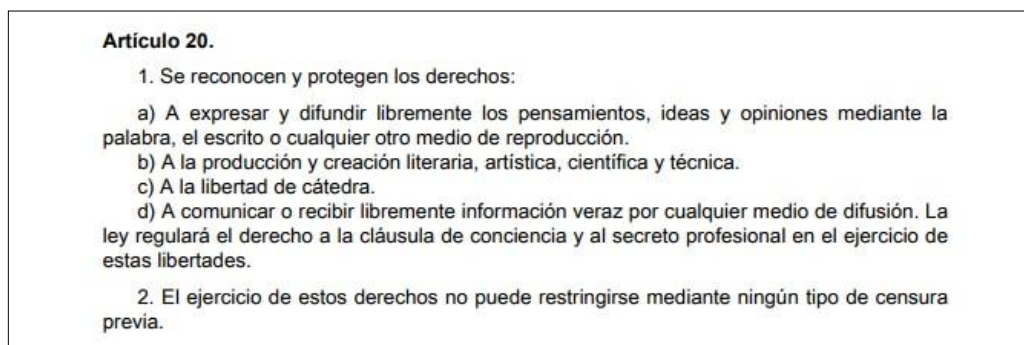 Artículo 20.
1. Se reconocen y protegen los derechos:
a) A expresar y difundir libremente los pensamientos, ideas y opiniones mediante la
palabra, el escrito o cualquier otro medio de reproducción.
b) A la producción y creación literaria, artística, científica y técnica.
c) A la libertad de cátedra.
d) A comunicar o recibir libremente información veraz por cualquier medio de difusión. La
ley regulará el derecho a la cláusula de conciencia y al secreto profesional en el ejercicio de
estas libertades.
2. El ejercicio de estos derechos no puede restringirse mediante ningún tipo de censura
previa.